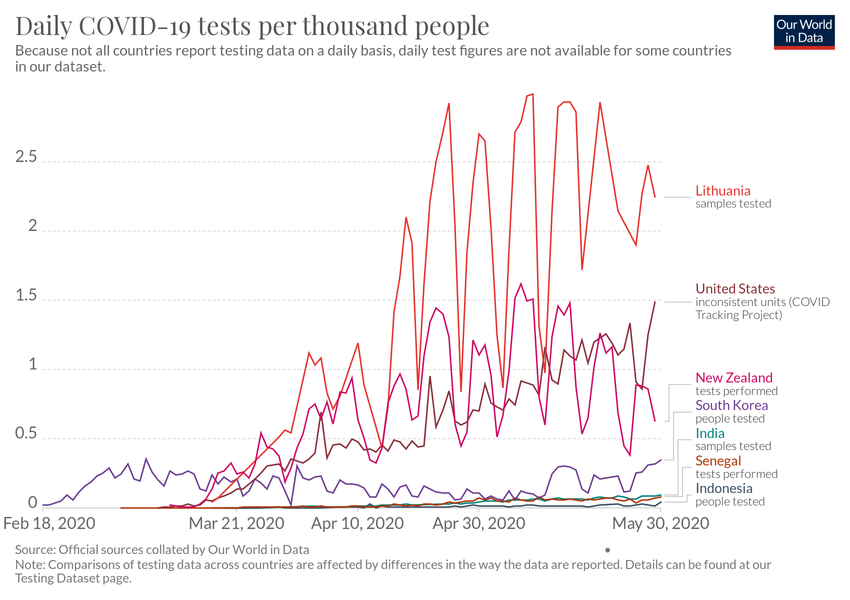 Daily COVID-19 tests per thousand people
Our World
in Data
Because not all countries report testing data on a daily basis, daily test figures are not available for some countries
in our dataset.
2.5
2
1.5
1
0.5
0
Lithuania
samples tested
United States
inconsistent units (COVID
Tracking Project)
New Zealand
tests performed
South Korea
people tested
India
samples tested
Senegal
tests performed
Indonesia
people tested
Feb 18, 2020
Mar 21, 2020
Apr 10, 2020
Apr 30, 2020
May 30, 2020
Source: Official sources collated by Our World in Data
Note: Comparisons of testing data across countries are affected by differences in the way the data are reported. Details can be found at our
Testing Dataset page.